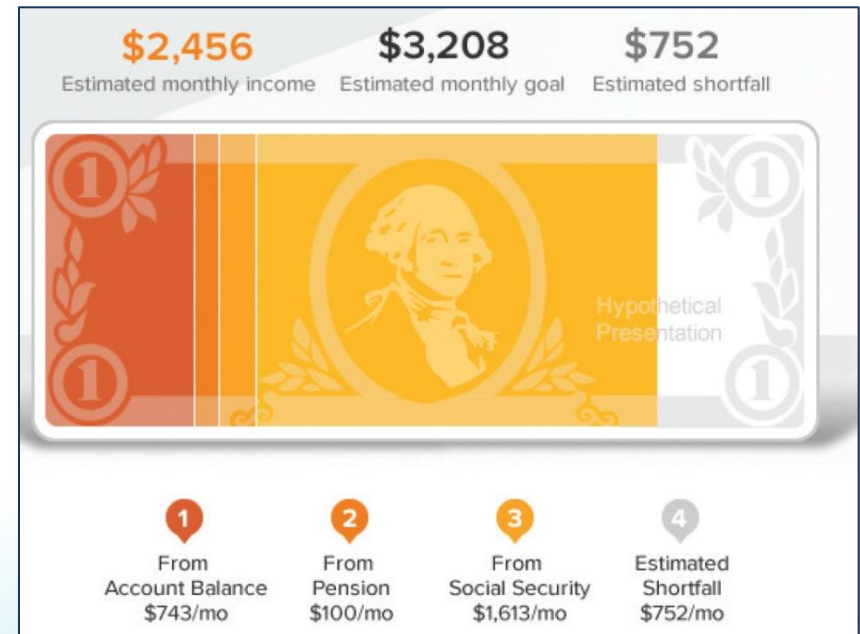 $2,456 $3,208 $752
Estimated monthly income Estimated monthly goal Estimated shortfall
1 1
Hypothetical
Presentation
1 1
1 2 3 4
From From From Estimated
Account Balance Pension Social Security Shortfall
$743/mo $100/mo $1,613/mo $752/mo